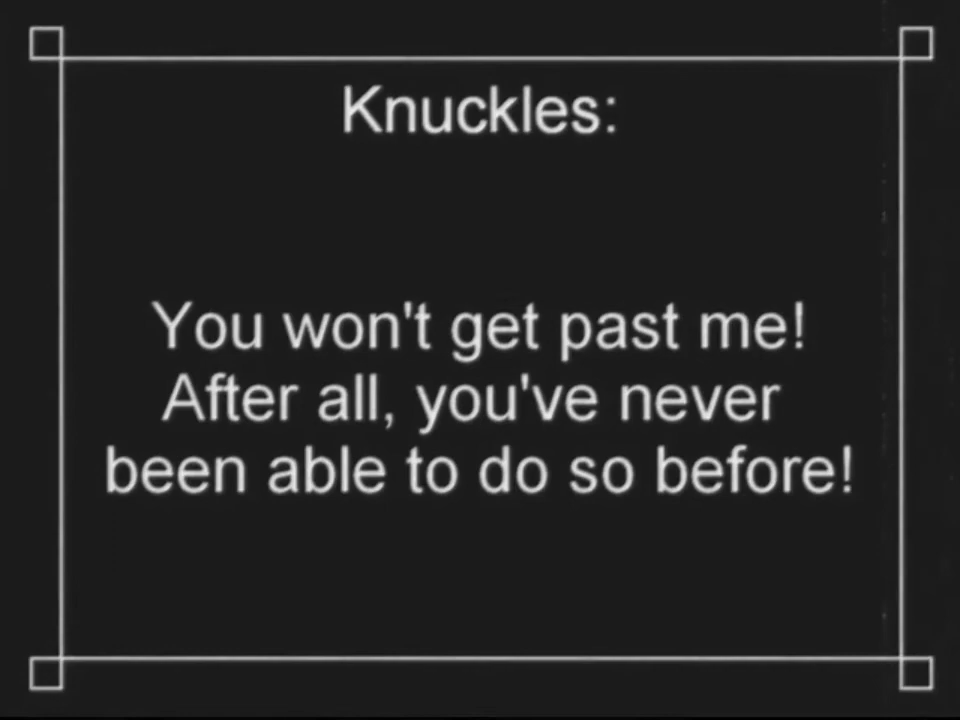 Knuckles:
You won't get past me!
After all, you've never
been able to do so before!